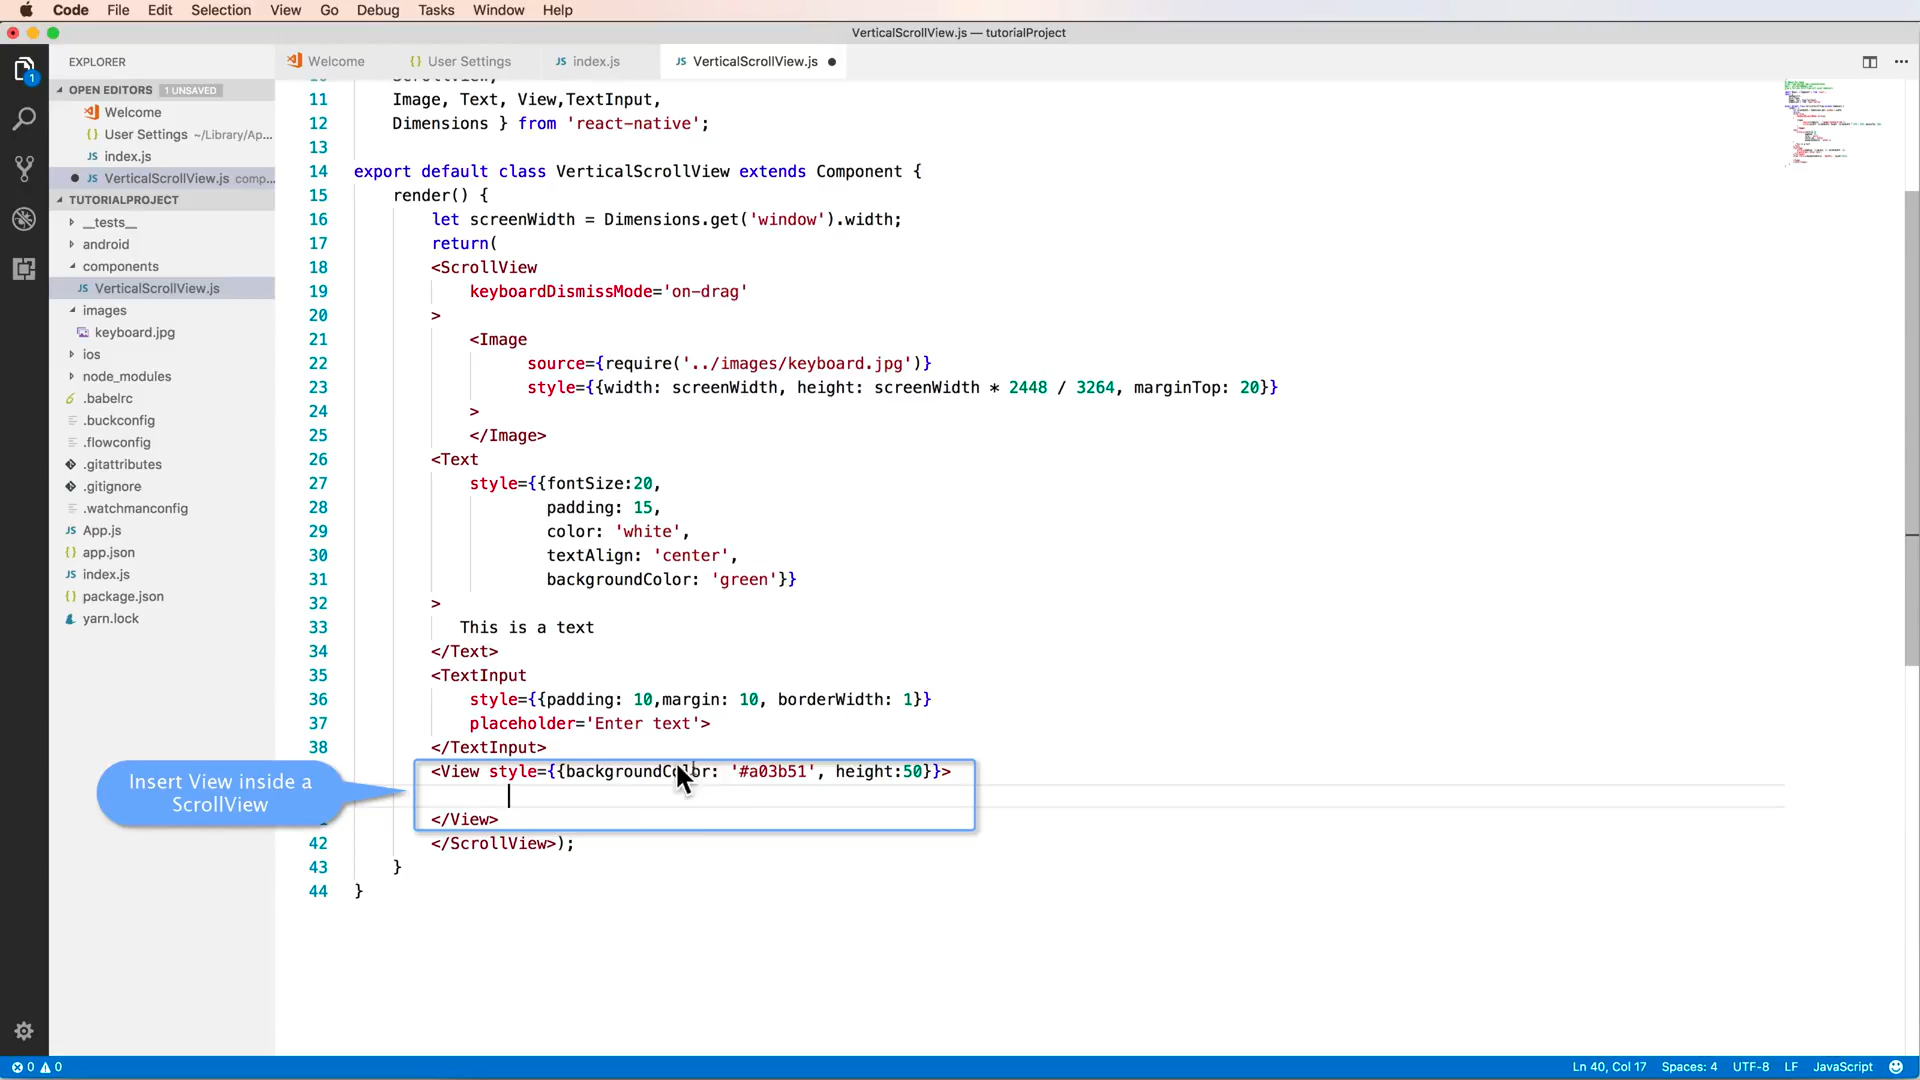 Code File Edit Selection View Go Debug Tasks Window Help
VerticalScrollView.js — tutorialProject
EXPLORER
OPEN EDITORS 1 UNSAVED
Welcome
User Settings ~/Library/Ap...
index.js
VerticalScrollView.js comp...
TUTORIALPROJECT
__tests__
android
components
VerticalScrollView.js
images
keyboard.jpg
ios
node_modules
.babelrc
.buckconfig
.flowconfig
.gitattributes
.gitignore
.watchmanconfig
App.js
app.json
index.js
package.json
yarn.lock
Welcome User Settings index.js VerticalScrollView.js
11 Image, Text, View,TextInput,
12 Dimensions } from 'react-native';
13
14 export default class VerticalScrollView extends Component {
15 render() {
16 let screenWidth = Dimensions.get('window').width;
17 return(
18 <ScrollView
19 keyboardDismissMode='on-drag'
20 >
21 <Image
22 source={require('../images/keyboard.jpg')}
23 style={{width: screenWidth, height: screenWidth * 2448 / 3264, marginTop: 20}}
24 >
25 </Image>
26 <Text
27 style={{fontSize:20,
28 padding: 15,
29 color: 'white',
30 textAlign: 'center',
31 backgroundColor: 'green'}}
32 >
33 This is a text
34 </Text>
35 <TextInput
36 style={{padding: 10,margin: 10, borderWidth: 1}}
37 placeholder='Enter text'>
38 </TextInput>
<View style={{backgroundColor: '#a03b51', height:50}}>
</View>
42 </ScrollView>);
43 }
44 }
Insert View inside a
ScrollView
1
0 0
Ln 40, Col 17 Spaces: 4 UTF-8 LF JavaScript